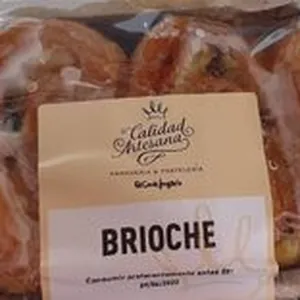 Calidad
Artesana
PANADERÍA & PASTELERÍA
El Corte Inglés
BRIOCHE
Consumir preferentemente antes de: